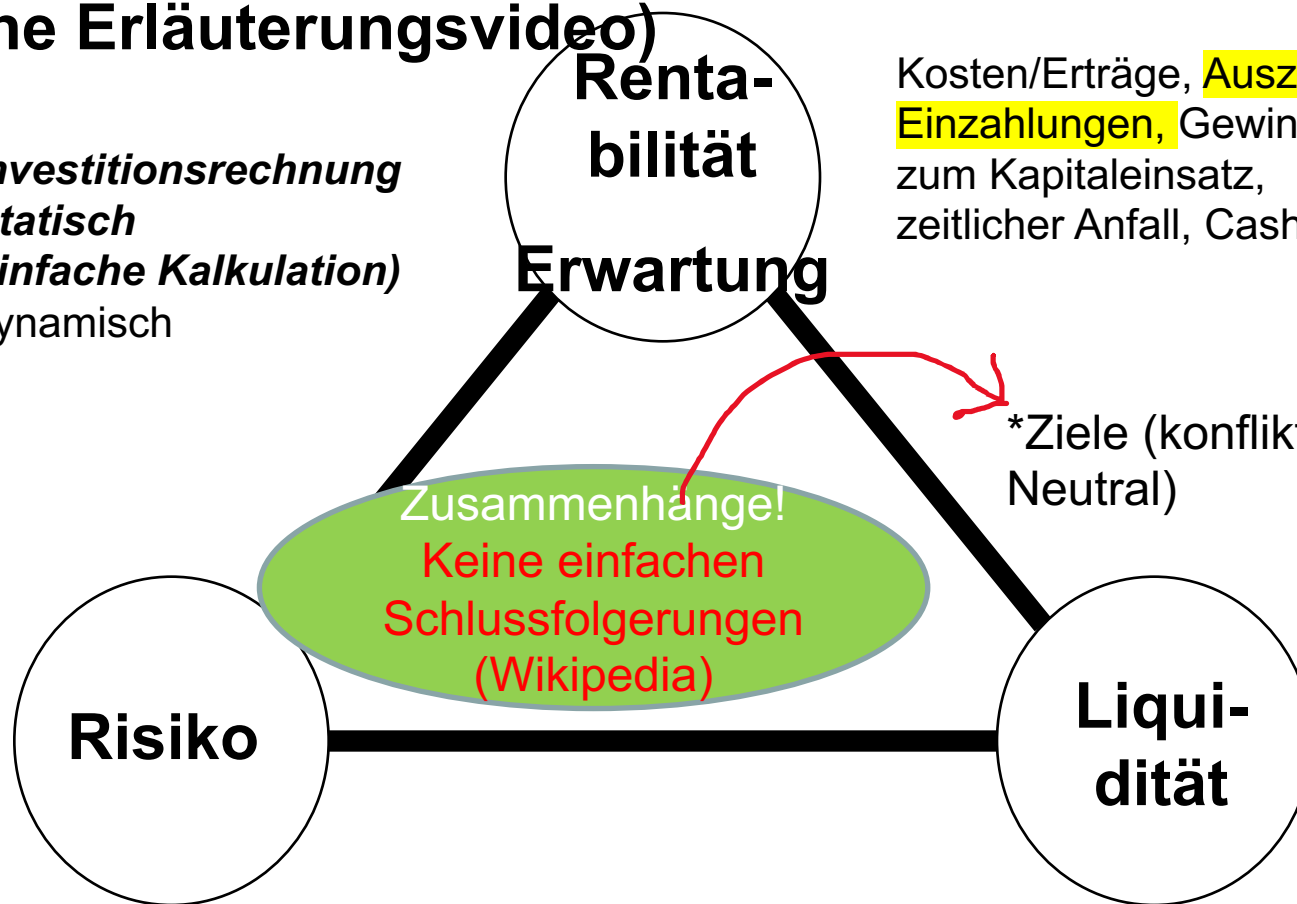 ne Erläuterungsvideo)
Renta-
bilität
Erwartung
Kosten/Erträge, Ausz
Einzahlungen, Gewin
zum Kapitaleinsatz,
zeitlicher Anfall, Cash
nvestitionsrechnung
tatisch
infache Kalkulation)
ynamisch
*Ziele (konflikt
Neutral)
Zusammenhänge!
Keine einfachen
Schlussfolgerungen
(Wikipedia)
Risiko
Liqui-
dität